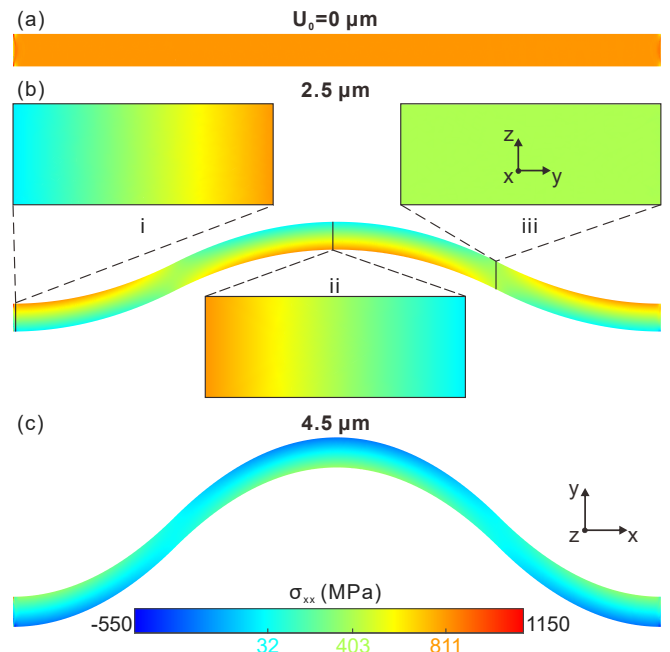 (a) U₀=0 µm
(b) 2.5 µm
z
x y
i iii
ii
(c) 4.5 µm
y
z x
σₓₓ (MPa)
-550 1150
32 403 811